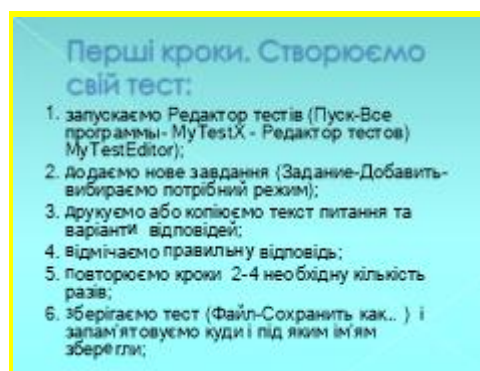 Перші кроки. Створюємо
свій тест:
1. запускаємо Редактор тестів (Пуск-Все
программы- MyTestX - Редактор тестов)
MyTestEditor);
2. додаємо нове завдання (Задание-Добавить-
вибираємо потрібний режим);
3. друкуємо або копіюємо текст питання та
варіанти відповідей;
4. відмічаємо правильну відповідь;
5. повторюємо кроки 2-4 необхідну кількість
разів;
6. зберігаємо тест (Файл-Сохранить как.. ) і
запам'ятовуємо куди і під яким ім'ям
зберегли;